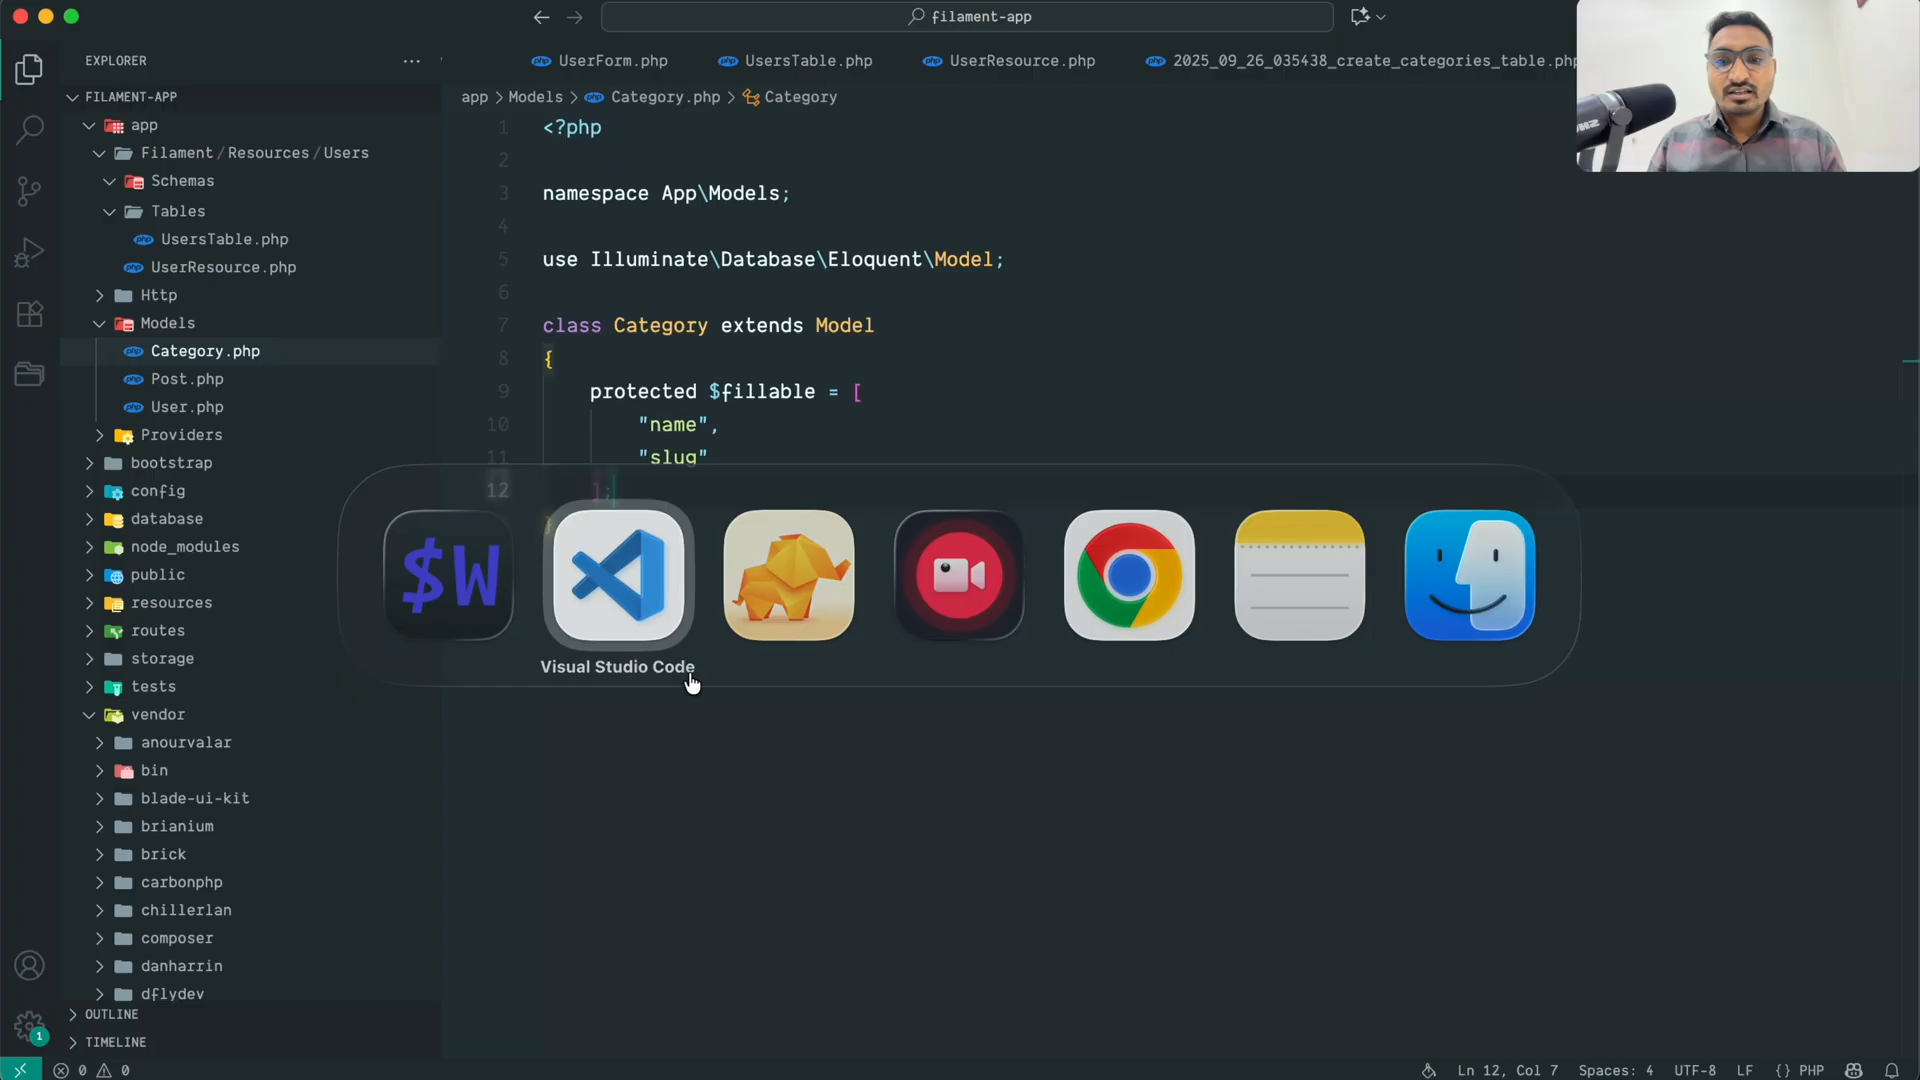 filament-app
EXPLORER
UserForm.php
UsersTable.php
UserResource.php
2025_09_26_035438_create_categories_table.php
FILAMENT-APP
app
Filament/Resources/Users
Schemas
Tables
UsersTable.php
UserResource.php
Http
Models
Category.php
Post.php
User.php
Providers
bootstrap
config
database
node_modules
public
resources
routes
storage
tests
vendor
anourvalar
bin
blade-ui-kit
brianium
brick
carbonphp
chillerlan
composer
danharrin
dflydev
OUTLINE
TIMELINE
app > Models > Category.php > Category
1 <?php
2
3 namespace App\Models;
4
5 use Illuminate\Database\Eloquent\Model;
6
7 class Category extends Model
8 {
9 protected $fillable = [
10 "name",
11 "slug"
12 ];
$W
Visual Studio Code
1
0 0
Ln 12, Col 7 Spaces: 4 UTF-8 LF {} PHP